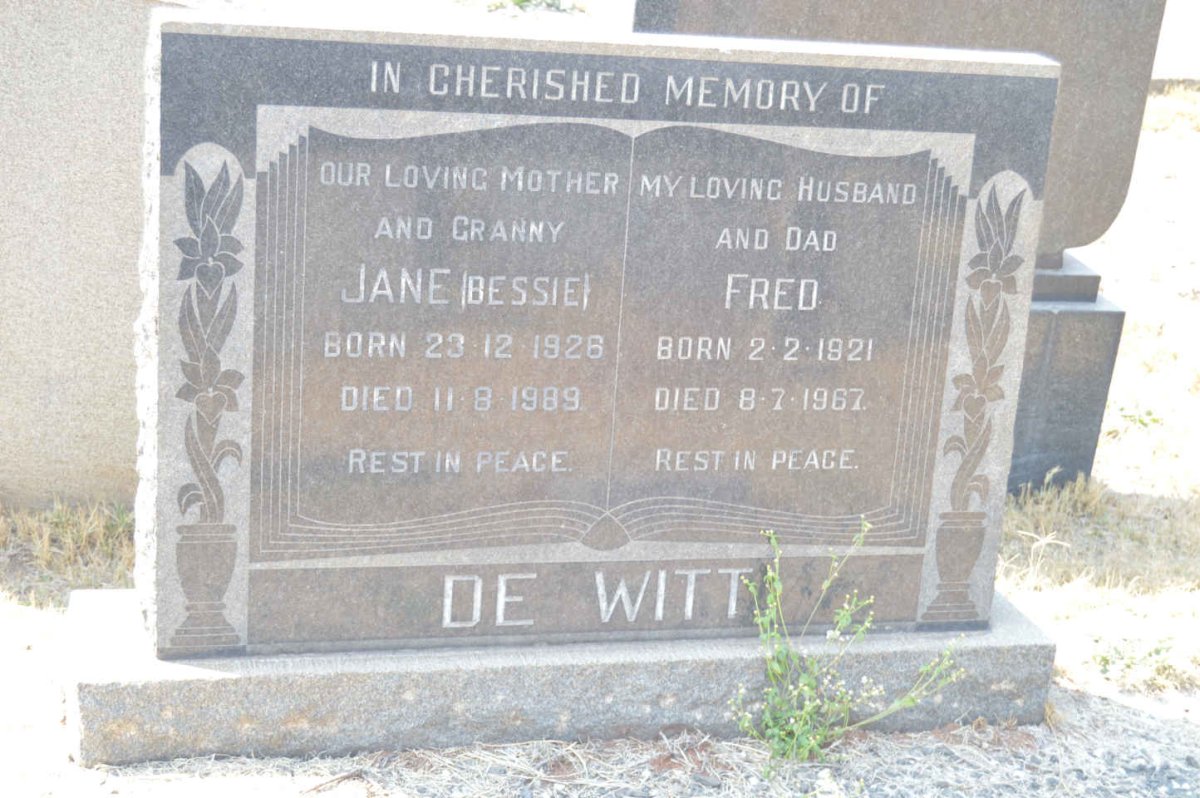 IN CHERISHED MEMORY OF
OUR LOVING MOTHER
AND GRANNY
JANE (BESSIE)
BORN 23·12·1926
DIED 11·8·1989.
REST IN PEACE.
MY LOVING HUSBAND
AND DAD
FRED.
BORN 2·2·1921
DIED 8·7·1967.
REST IN PEACE.
DE WITT